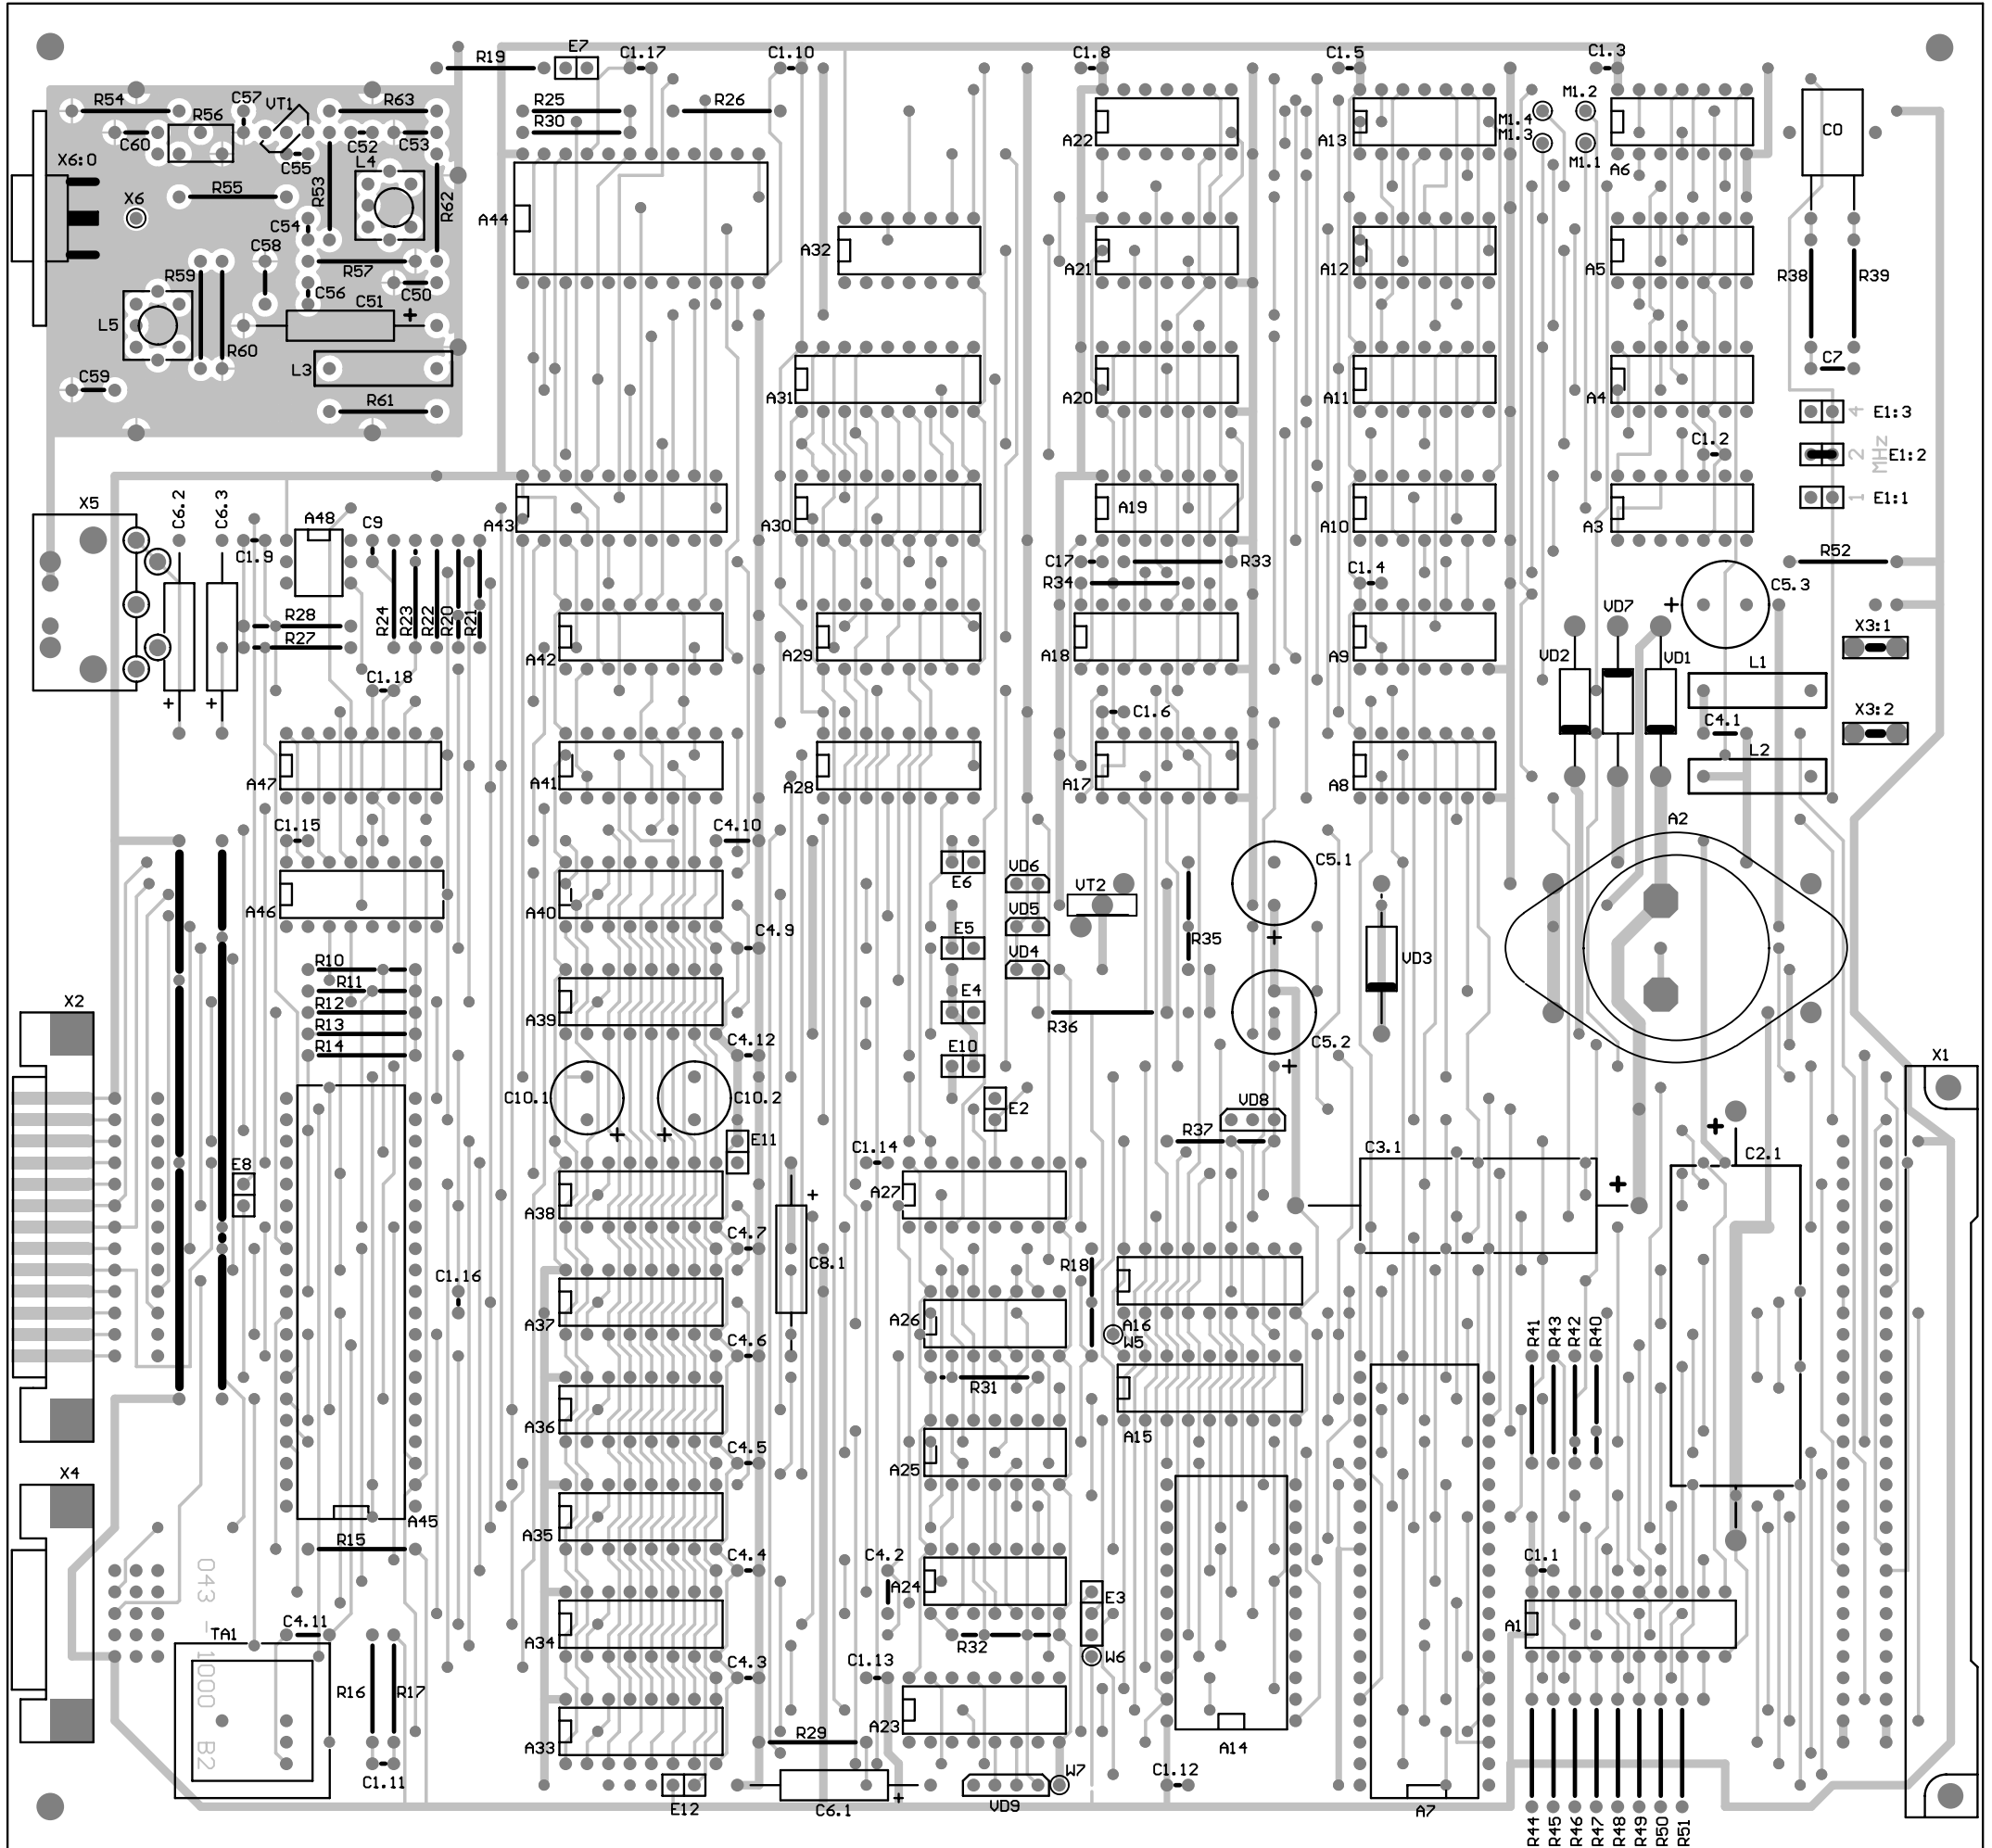 R19
E7
C1.17
C1.10
C1.8
C1.5
C1.3
R54
C57
VT1
R63
R25
R26
M1.2
R56
R30
M1.4
C0
C60
C52
C53
A22
M1.3
A13
X6:0
C55
L4
M1.1
A6
R55
R53
R62
X6
C54
A44
A32
A21
A12
A5
C58
R59
R57
R38
R39
C56
C50
C51
+
L5
R60
L3
C7
C59
A31
A20
A11
A4
R61
4
E1:3
C1.2
2
MHz
E1:2
X5
C6.2
C6.3
A48
C9
A43
A30
A19
A10
A3
1
E1:1
C1.9
C17
R33
R52
R34
C1.4
C5.3
+
VD7
R28
R24
R23
R22
R20
R21
X3:1
R27
A42
A29
A18
A9
VD2
VD1
L1
C1.18
+
+
C1.6
X3:2
C4.1
L2
A47
A41
A28
A17
A8
C1.15
C4.10
A2
E6
VD6
C5.1
VT2
A46
A40
VD5
E5
C4.9
+
R35
VD4
VD3
R10
R11
X2
E4
R12
A39
R36
R13
C4.12
C5.2
R14
E10
+
X1
C10.1
C10.2
E2
VD8
+
+
E11
R37
+
C1.14
C3.1
C2.1
E8
+
A27
+
A38
C4.7
R18
C8.1
C1.16
A37
A26
A16
W5
R41
R43
R42
R40
C4.6
R31
A36
A15
C4.5
A25
X4
A35
A45
R15
C4.4
C4.2
C1.1
043 - 1000 B2
A24
E3
C4.11
TA1
A34
A1
R32
W6
C4.3
C1.13
R16
R17
A33
R29
A23
A14
C1.11
W7
C1.12
E12
C6.1
+
VD9
A7
R44
R45
R46
R47
R48
R49
R50
R51